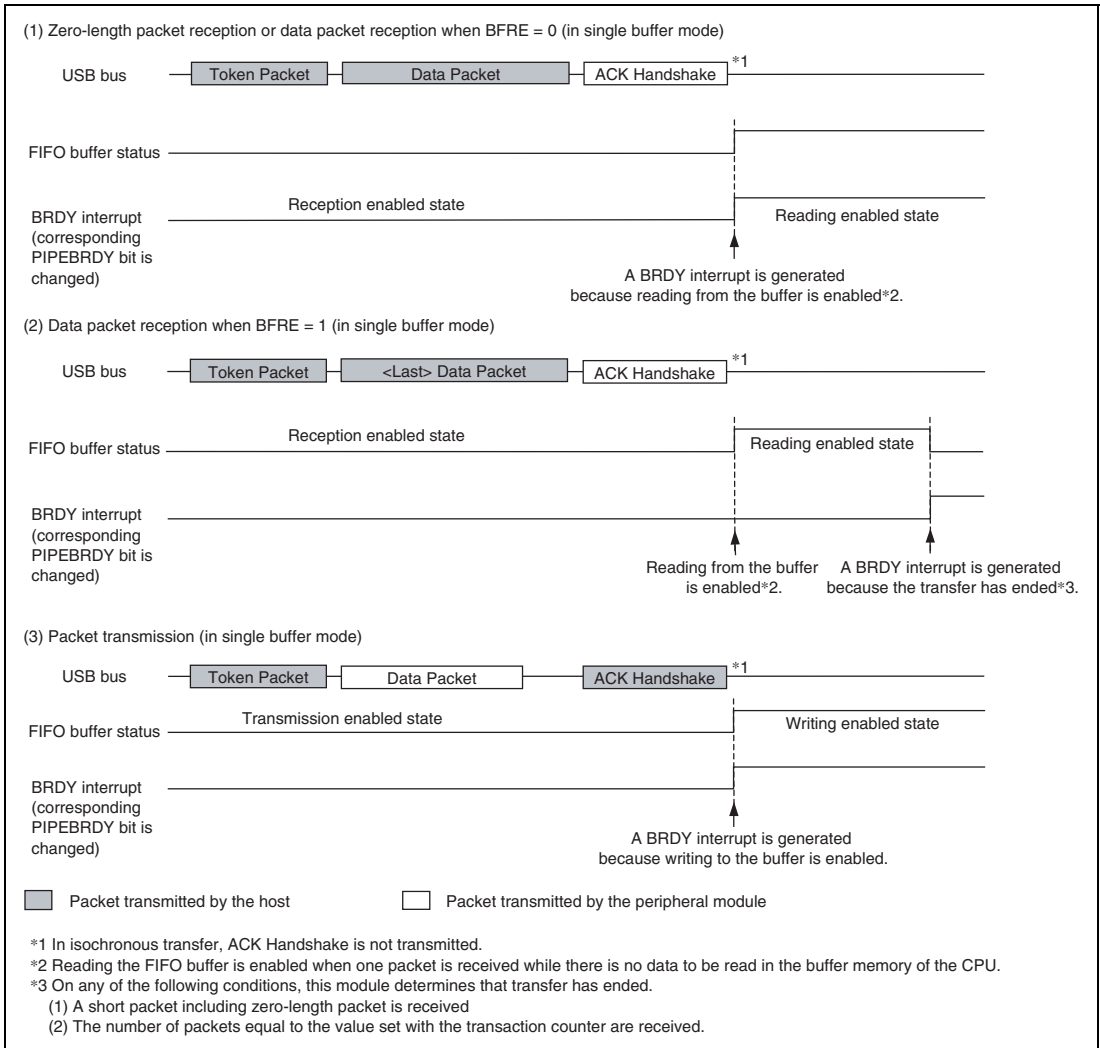 (1) Zero-length packet reception or data packet reception when BFRE = 0 (in single buffer mode)
USB bus
Token Packet
Data Packet
ACK Handshake
*1
FIFO buffer status
BRDY interrupt
(corresponding
PIPEBRDY bit is
changed)
Reception enabled state
Reading enabled state
A BRDY interrupt is generated
because reading from the buffer is enabled*2.
(2) Data packet reception when BFRE = 1 (in single buffer mode)
USB bus
Token Packet
<Last> Data Packet
ACK Handshake
*1
FIFO buffer status
Reception enabled state
Reading enabled state
BRDY interrupt
(corresponding
PIPEBRDY bit is
changed)
Reading from the buffer
is enabled*2.
A BRDY interrupt is generated
because the transfer has ended*3.
(3) Packet transmission (in single buffer mode)
USB bus
Token Packet
Data Packet
ACK Handshake
*1
FIFO buffer status
Transmission enabled state
Writing enabled state
BRDY interrupt
(corresponding
PIPEBRDY bit is
changed)
A BRDY interrupt is generated
because writing to the buffer is enabled.
Packet transmitted by the host
Packet transmitted by the peripheral module
*1 In isochronous transfer, ACK Handshake is not transmitted.
*2 Reading the FIFO buffer is enabled when one packet is received while there is no data to be read in the buffer memory of the CPU.
*3 On any of the following conditions, this module determines that transfer has ended.
(1) A short packet including zero-length packet is received
(2) The number of packets equal to the value set with the transaction counter are received.